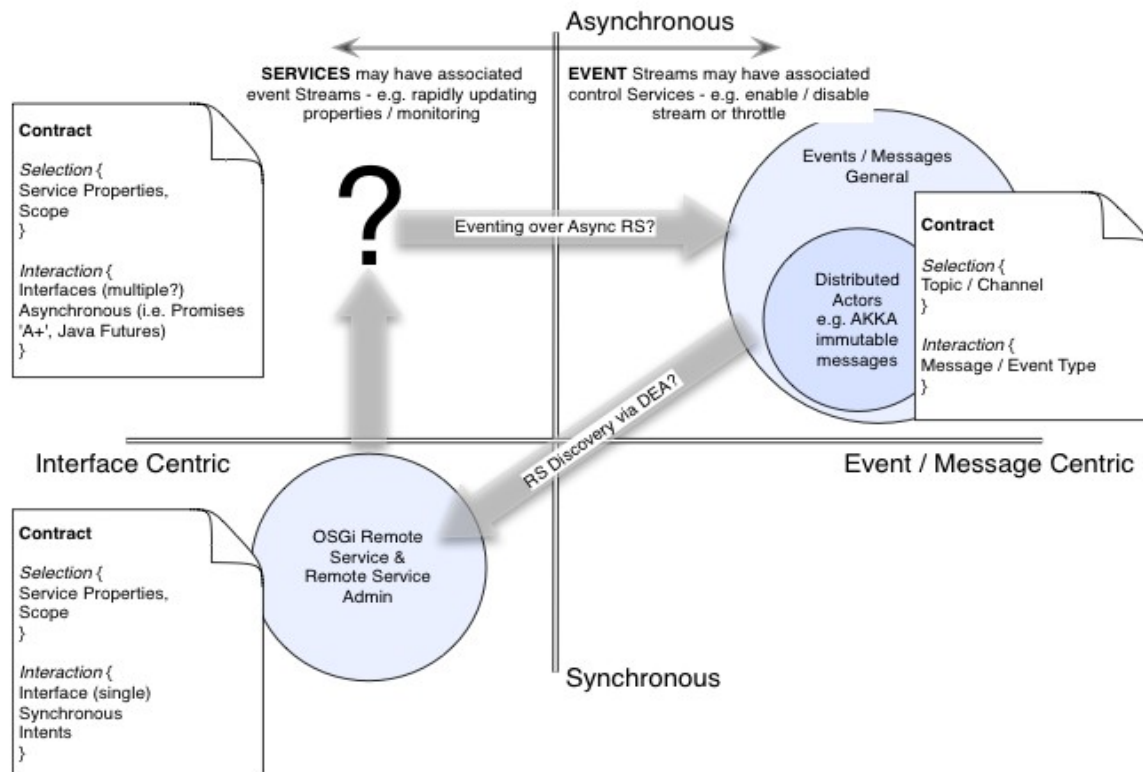 Asynchronous
SERVICES may have associated
event Streams - e.g. rapidly updating
properties / monitoring
EVENT Streams may have associated
control Services - e.g. enable / disable
stream or throttle
Contract
Selection {
Service Properties,
Scope
}
Interaction {
Interfaces (multiple?)
Asynchronous (i.e. Promises
'A+', Java Futures)
}
?
Eventing over Async RS?
Events / Messages
General
Distributed
Actors
e.g. AKKA
immutable
messages
Contract
Selection {
Topic / Channel
}
Interaction {
Message / Event Type
}
RS Discovery via DEA?
Interface Centric
Event / Message Centric
Contract
Selection {
Service Properties,
Scope
}
Interaction {
Interface (single)
Synchronous
Intents
}
OSGi Remote
Service &
Remote Service
Admin
Synchronous